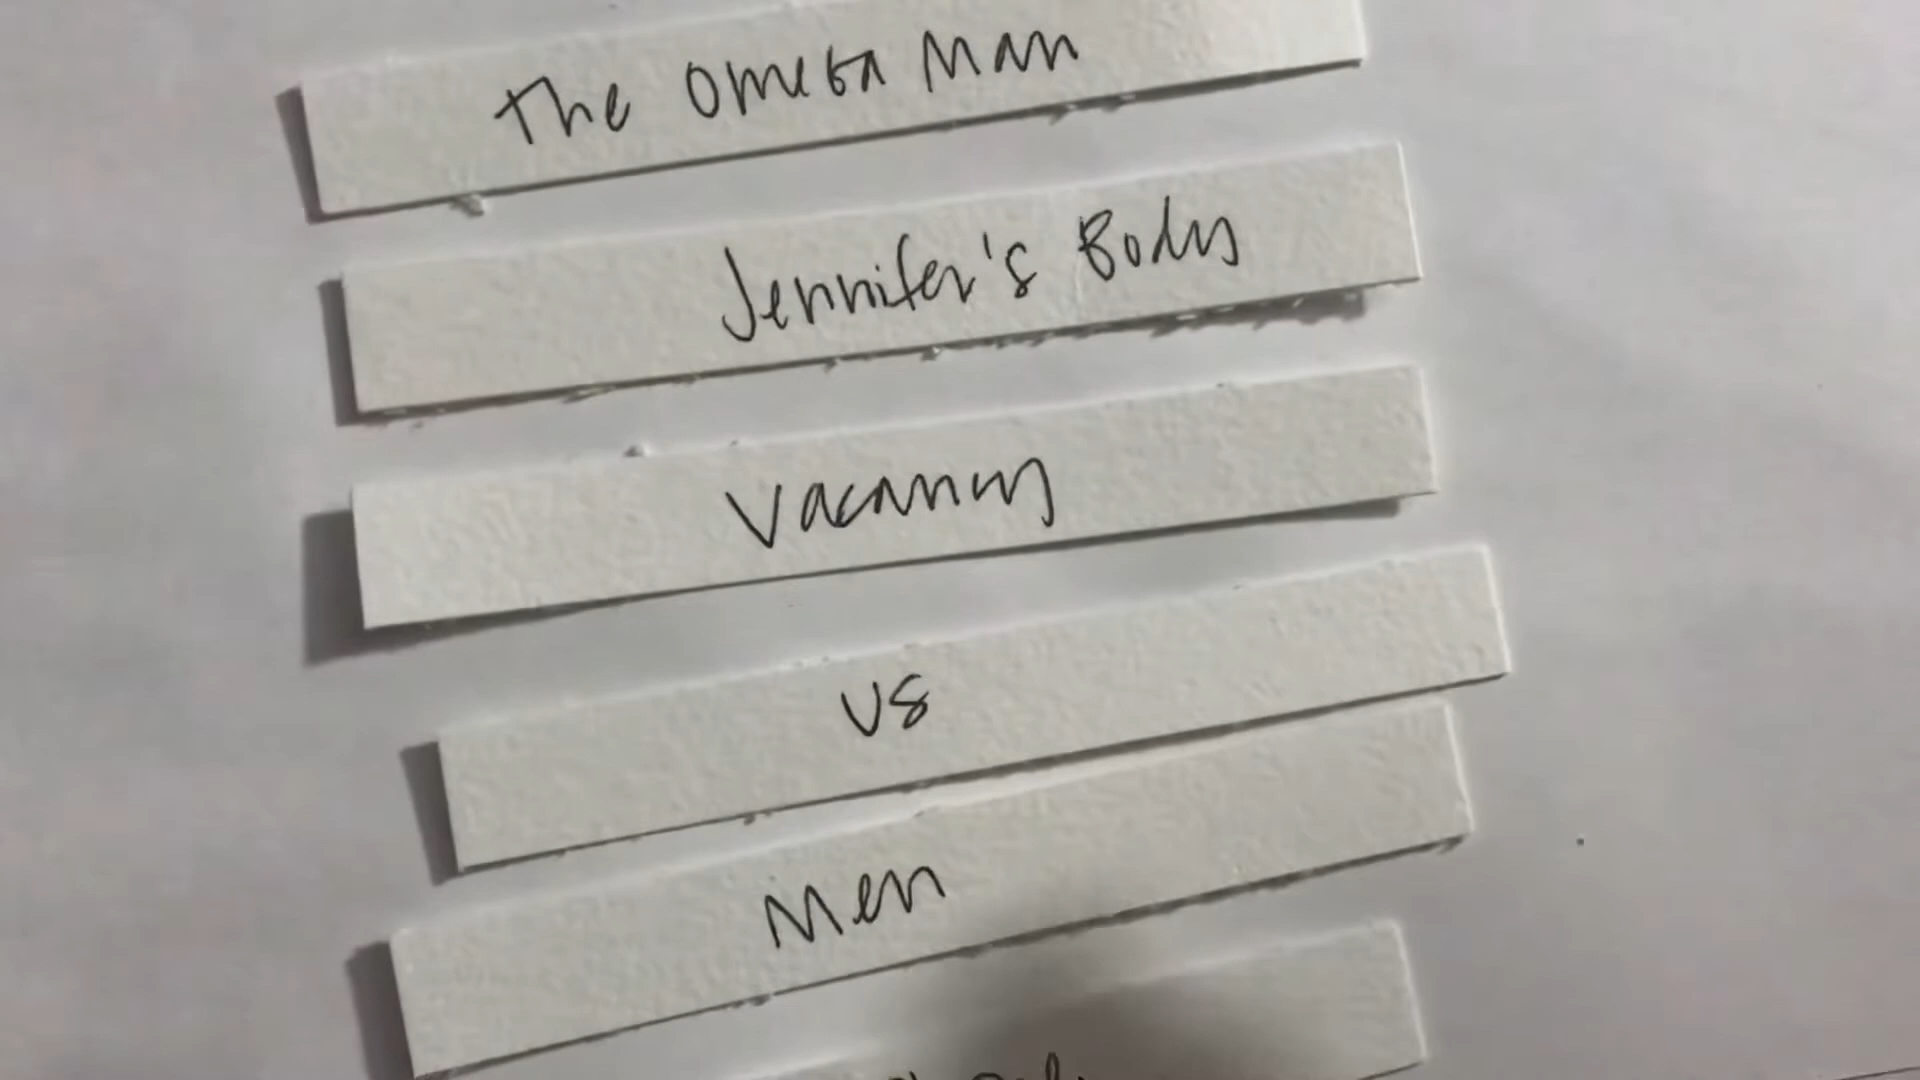 The Omega Man
Jennifer's Body
Vacancy
US
Men